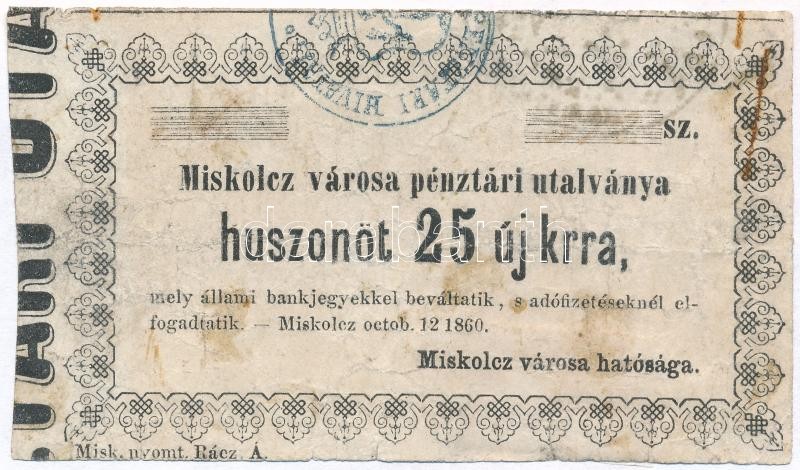 sz.
Miskolcz városa pénztári utalványa
huszonöt 25 új krra,
mely állami bankjegyekkel beváltatik, s adófizetéseknél el-
fogadtatik. — Miskolcz octob. 12 1860.
Miskolcz városa hatósága.
Misk. nyomt. Rácz. Á.